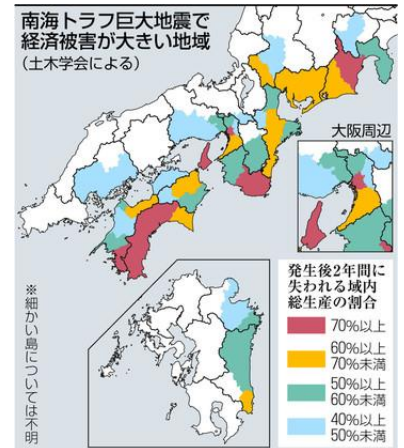 南海トラフ巨大地震で
経済被害が大きい地域
（土木学会による）
大阪周辺
発生後2年間に
失われる域内
総生産の割合
70%以上
60%以上
70%未満
50%以上
60%未満
40%以上
50%未満
※細かい島については不明